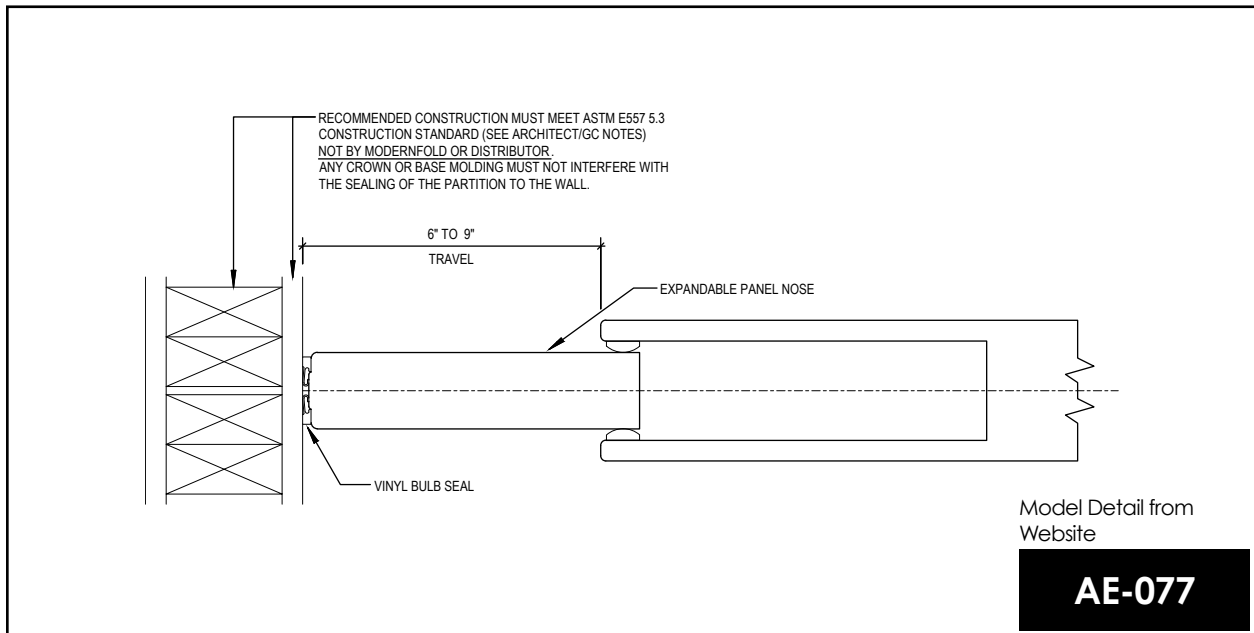 RECOMMENDED CONSTRUCTION MUST MEET ASTM E557 5.3
CONSTRUCTION STANDARD (SEE ARCHITECT/GC NOTES)
NOT BY MODERNFOLD OR DISTRIBUTOR.
ANY CROWN OR BASE MOLDING MUST NOT INTERFERE WITH
THE SEALING OF THE PARTITION TO THE WALL.
6" TO 9"
TRAVEL
EXPANDABLE PANEL NOSE
VINYL BULB SEAL
Model Detail from
Website
AE-077